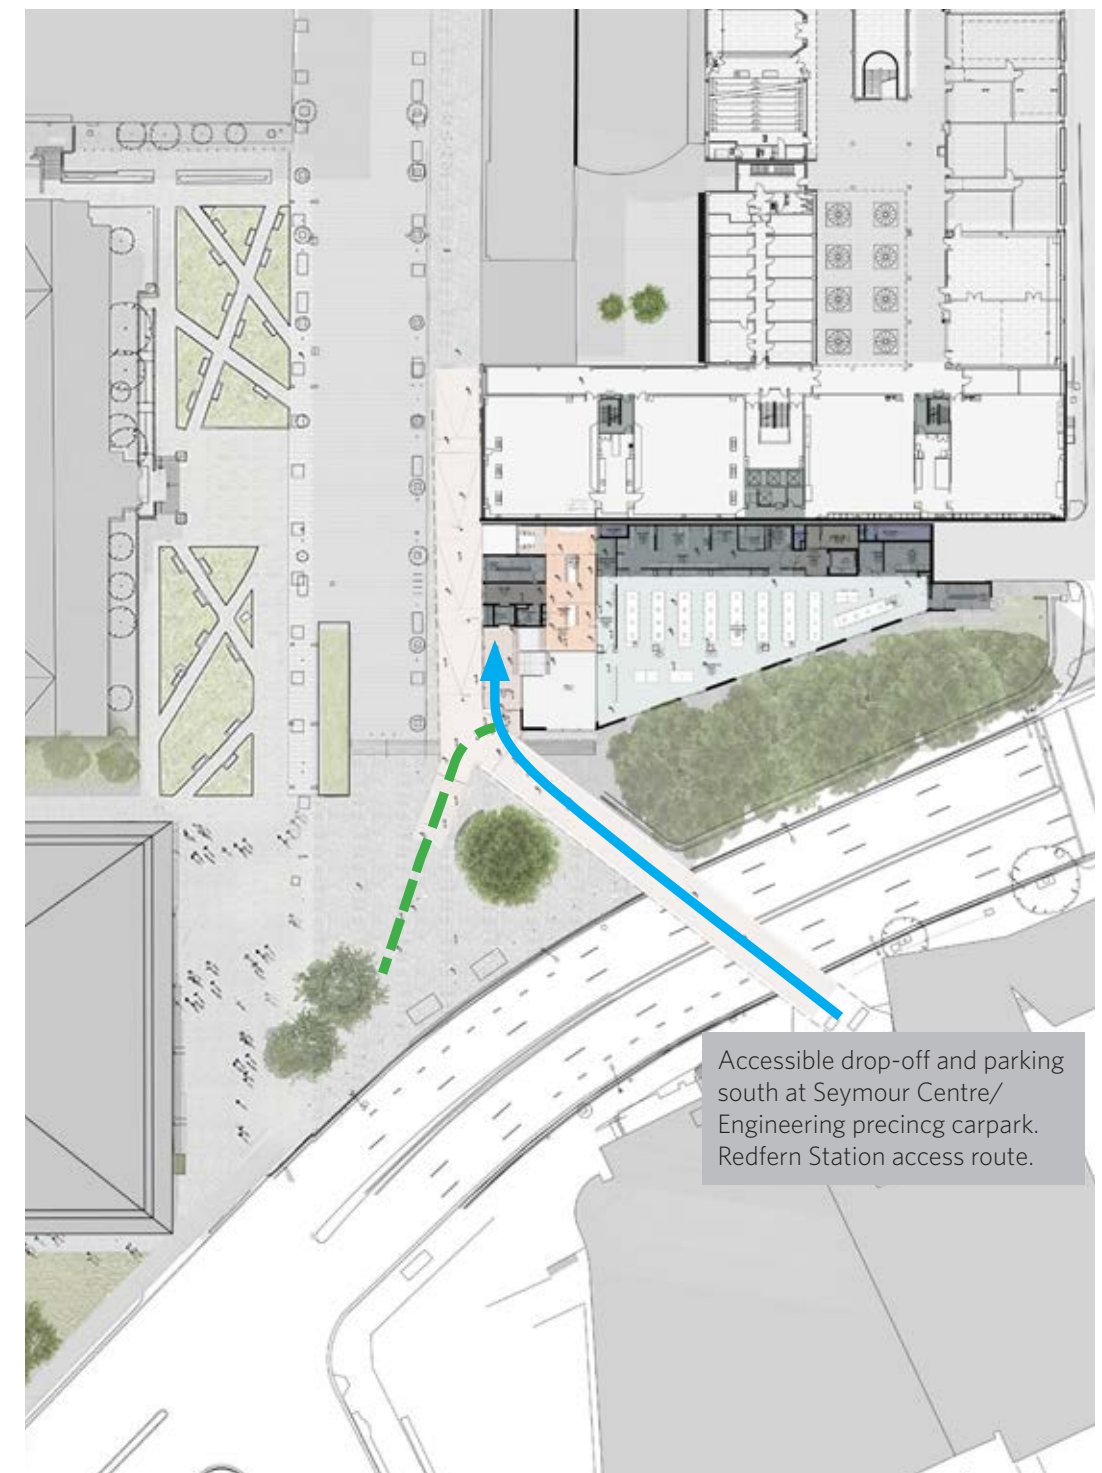 Accessible drop-off and parking
south at Seymour Centre/
Engineering precincg carpark.
Redfern Station access route.